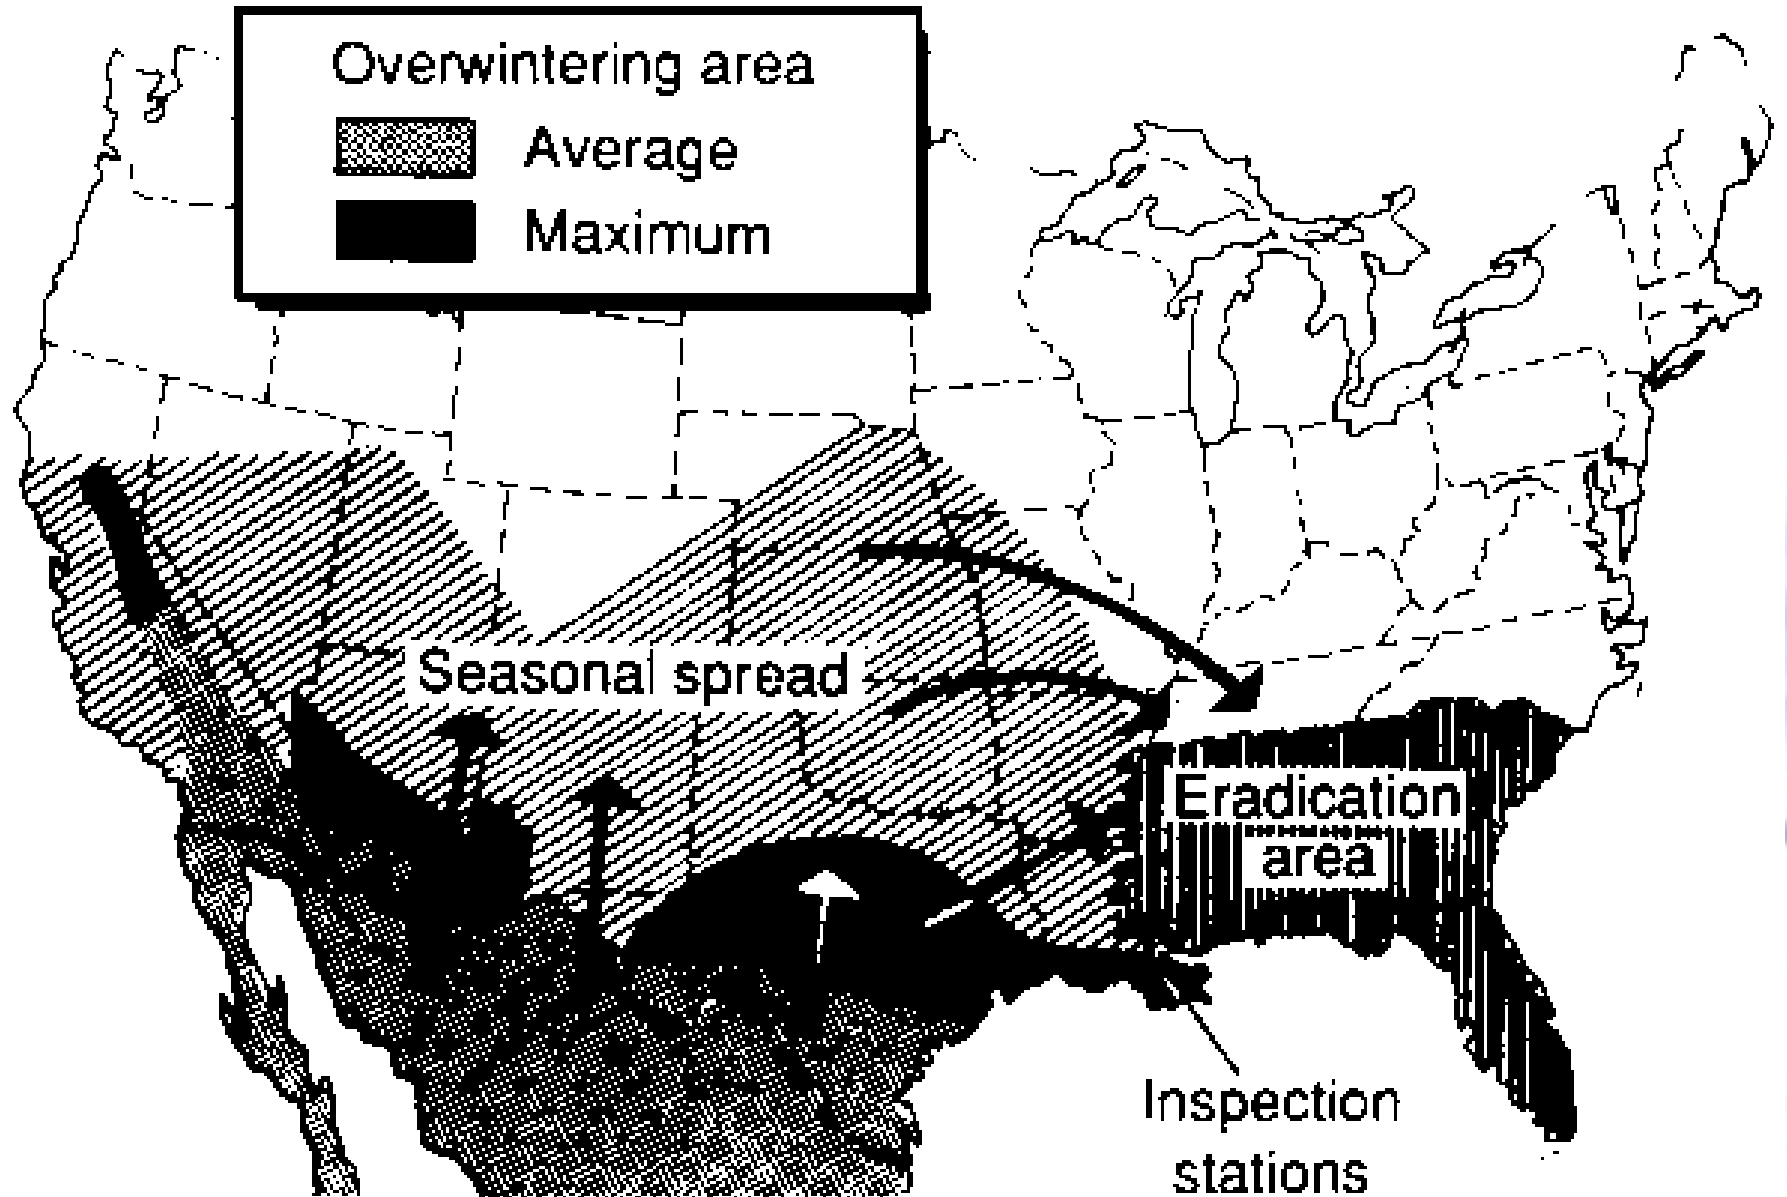 Overwintering area
Average
Maximum
Seasonal spread
Eradication
area
Inspection
stations